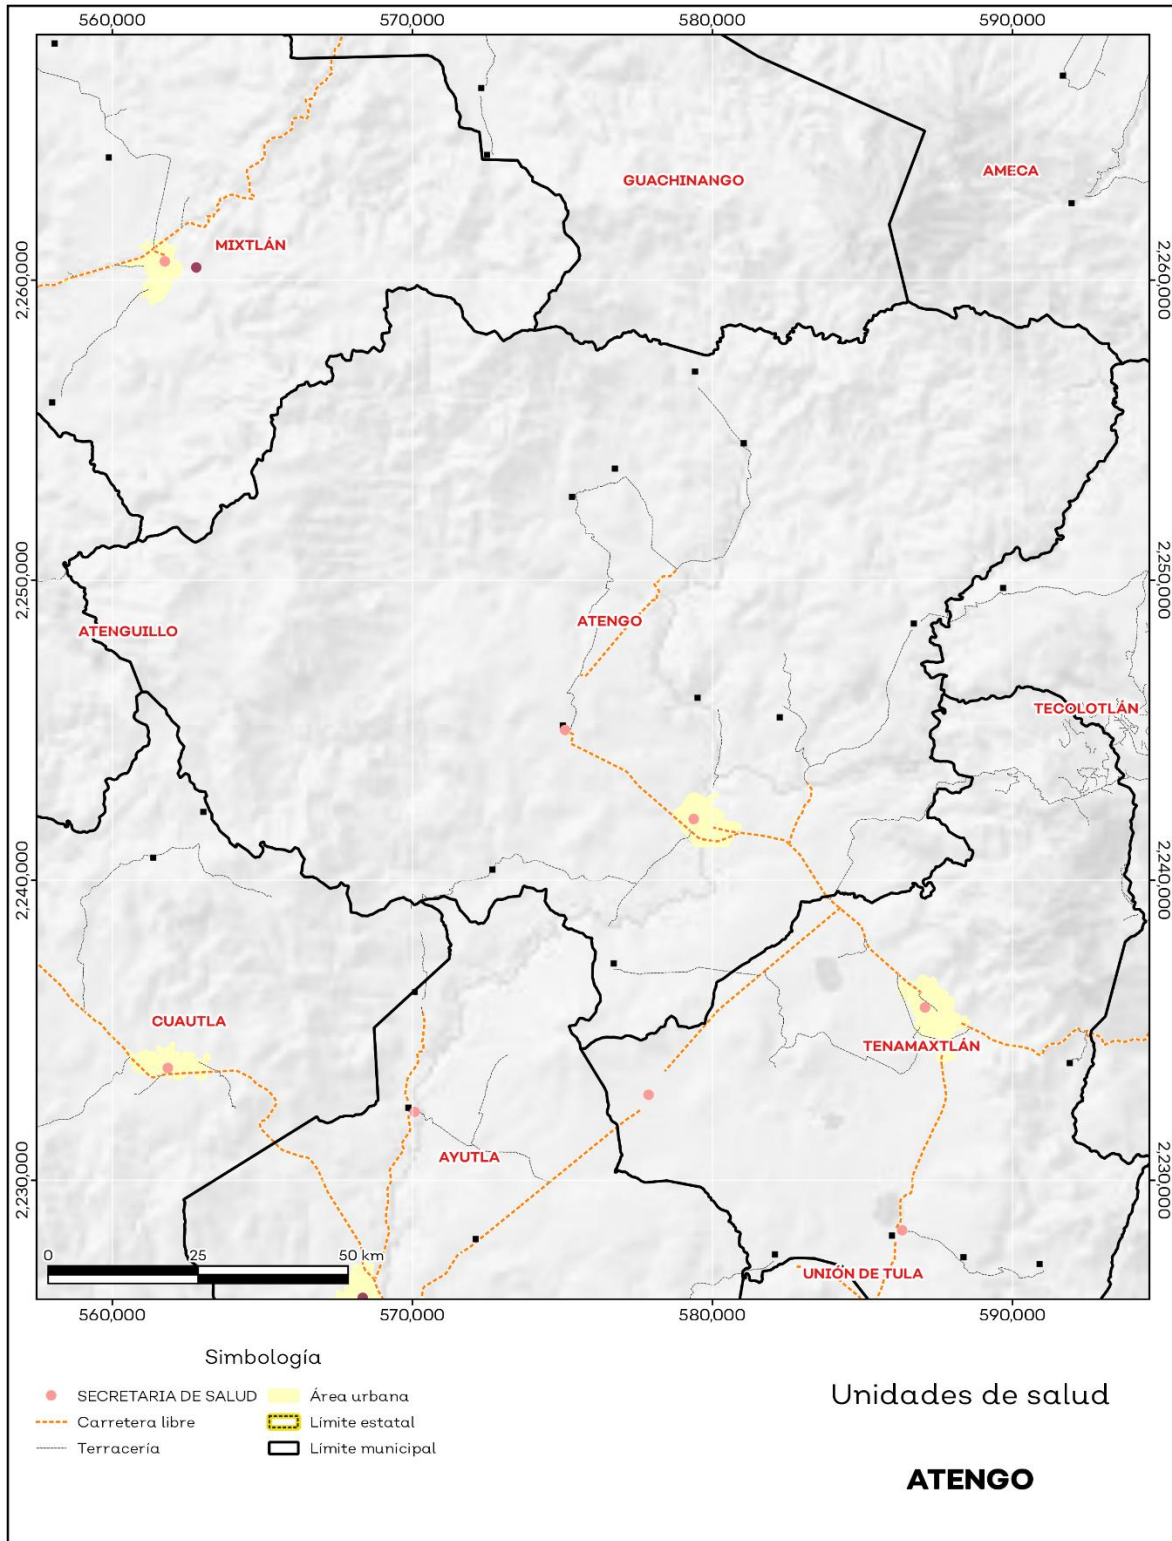 560,000 570,000 580,000 590,000
GUACHINANGO
AMECA
MIXTLÁN
2,260,000 2,260,000
2,250,000 2,250,000
ATENGO
ATENGUILLO
TECOLOTLÁN
2,240,000 2,240,000
CUAUTLA
TENAMAXTLÁN
AYUTLA
2,230,000 2,230,000
0 25 50 km
UNIÓN DE TULA
560,000 570,000 580,000 590,000
Simbología
SECRETARIA DE SALUD
Carretera libre
Terracería
Área urbana
Límite estatal
Límite municipal
Unidades de salud
ATENGO